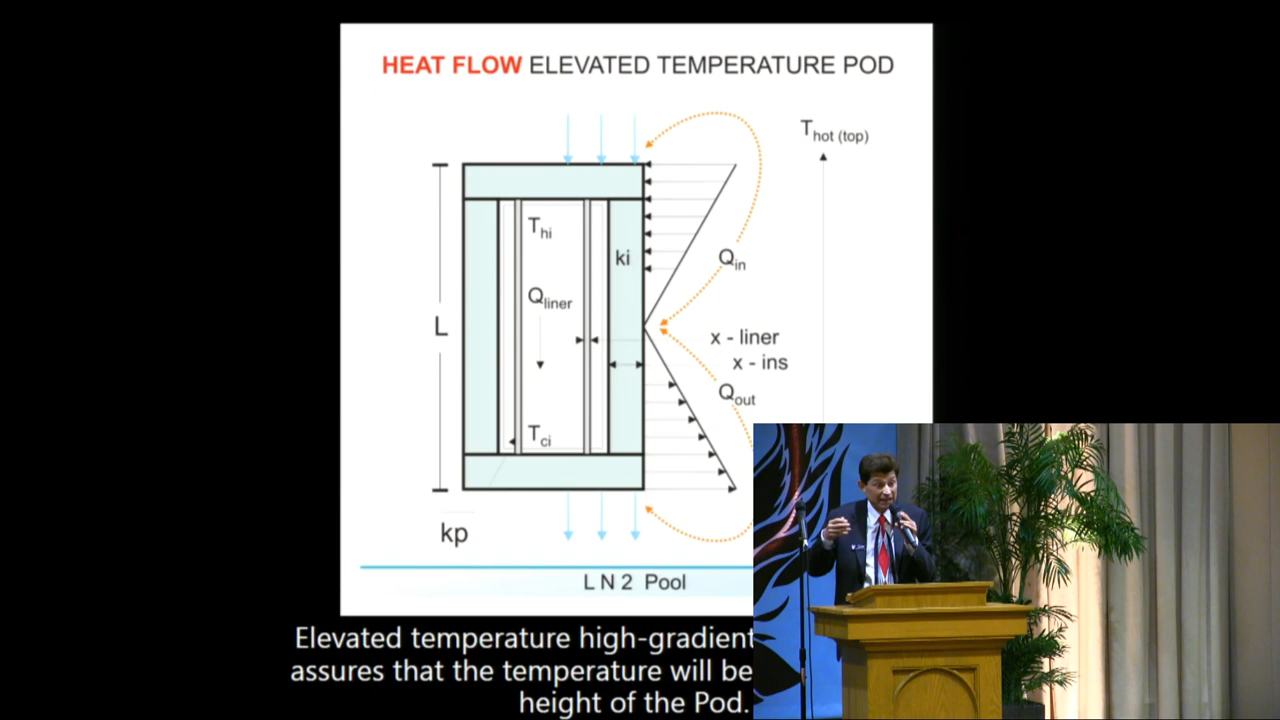 HEAT FLOW ELEVATED TEMPERATURE POD
T hot (top)
T hi
ki
Q in
Q liner
L
x - liner
x - ins
Q out
T ci
kp
L N 2 Pool
Elevated temperature high-gradient
assures that the temperature will be
height of the Pod.